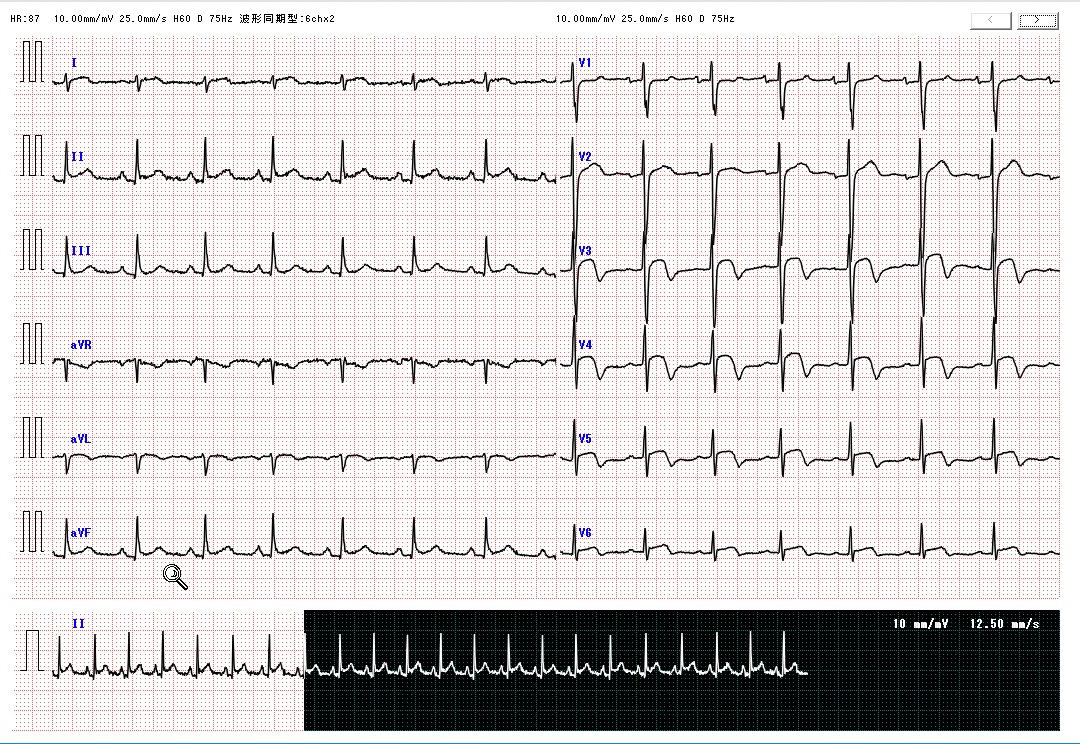 HR:87 10.00mm/mV 25.0mm/s H60 D 75Hz 波形同期型:6chx2 10.00mm/mV 25.0mm/s H60 D 75Hz
I V1
II V2
III V3
aVR V4
aVL V5
aVF V6
II 10 mm/mV 12.50 mm/s